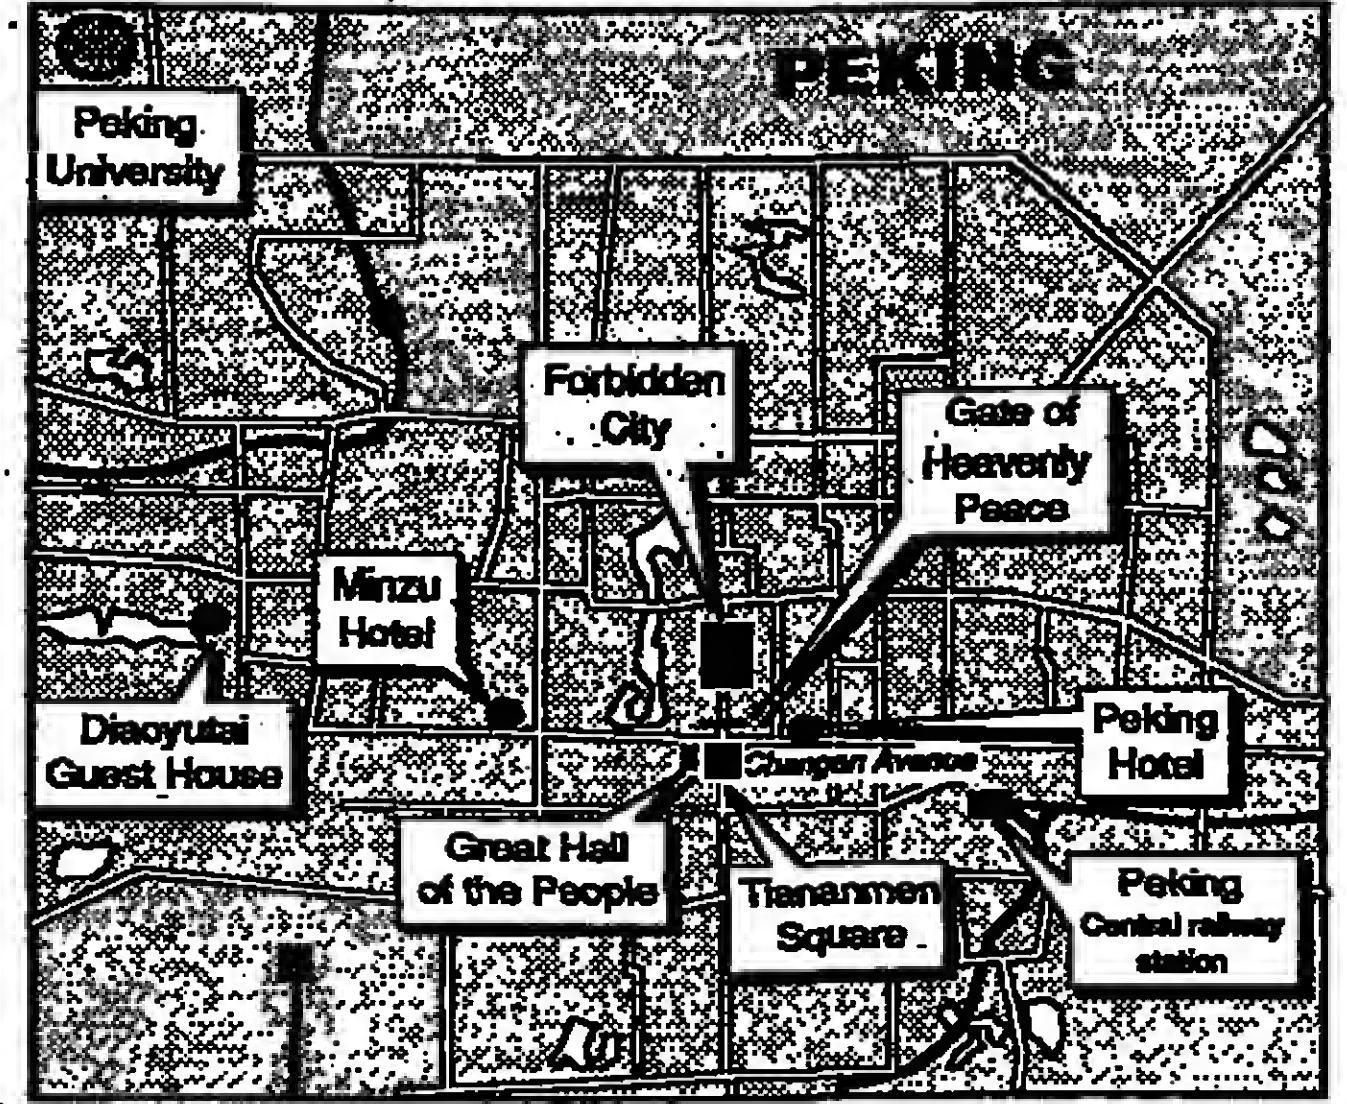 PEKING
Peking
University
Forbidden
City
Gate of
Heavenly
Peace
Minzu
Hotel
Diaoyutai
Guest House
Peking
Hotel
Changan Avenue
Great Hall
of the People
Tiananmen
Square
Peking
Central railway
station